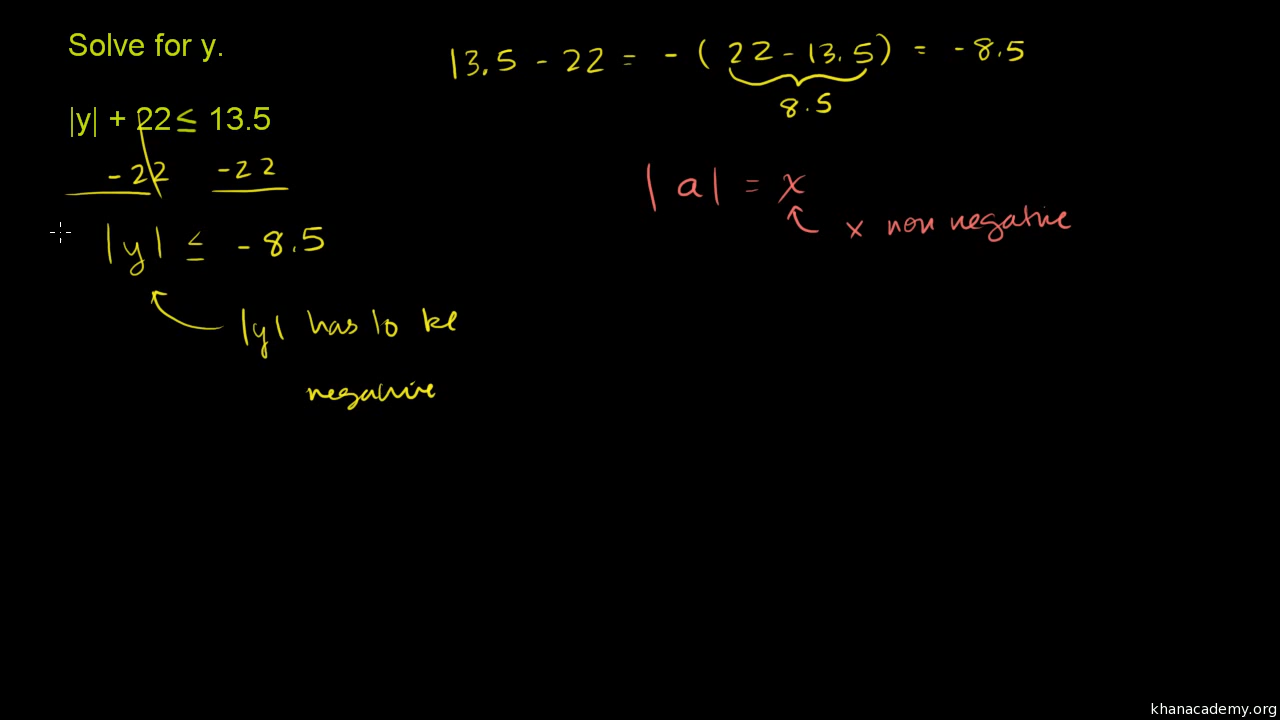 Solve for y.
13.5 - 22 = - ( 22 - 13.5 ) = -8.5
8.5
|y| + 22 ≤ 13.5
-22 -22
|a| = x
x non negative
|y| ≤ -8.5
|y| has to be
negative
khanacademy.org